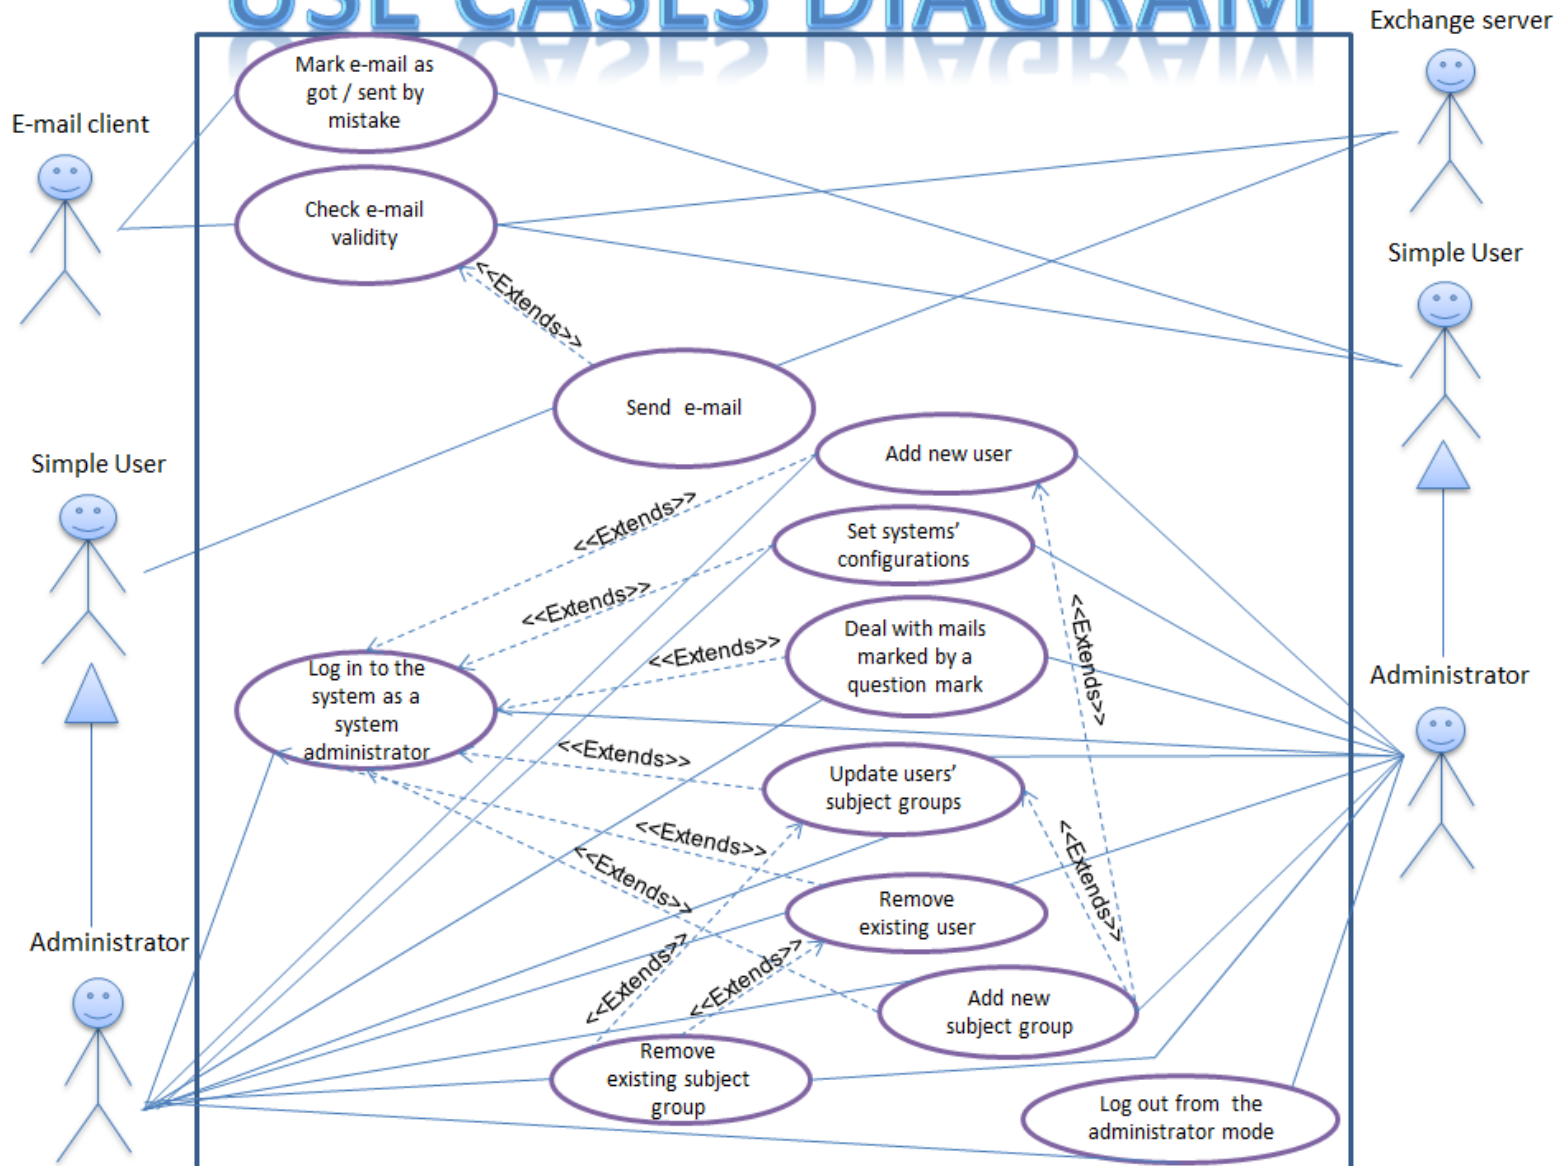 USE CASES DIAGRAM
Exchange server
Mark e-mail as
got / sent by
mistake
E-mail client
Check e-mail
validity
Simple User
<<Extends>>
Send e-mail
Add new user
Simple User
<<Extends>>
Set systems’
configurations
<<Extends>>
Deal with mails
marked by a
question mark
<<Extends>>
<<Extends>>
Log in to the
system as a
system
administrator
Administrator
<<Extends>>
Update users’
subject groups
<<Extends>>
<<Extends>>
<<Extends>>
Remove
existing user
Administrator
<<Extends>>
<<Extends>>
Add new
subject group
Remove
existing subject
group
Log out from the
administrator mode